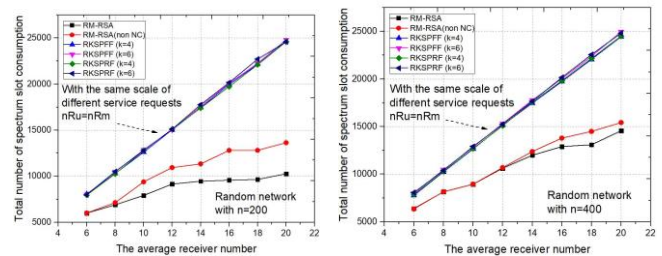 RM-RSA
RM-RSA(non NC)
RKSPFF (k=4)
RKSPFF (k=6)
RKSPRF (k=4)
RKSPRF (k=6)
With the same scale of
different service requests
nRu=nRm
Random network
with n=200
Total number of spectrum slot consumption
25000
20000
15000
10000
5000
4 6 8 10 12 14 16 18 20 22
The average receiver number
RM-RSA
RM-RSA(non NC)
RKSPFF (k=4)
RKSPFF (k=6)
RKSPRF (k=4)
RKSPRF (k=6)
With the same scale of
different service requests
nRu=nRm
Random network
with n=400
Total number of spectrum slot consumption
25000
20000
15000
10000
5000
4 6 8 10 12 14 16 18 20 22
The average receiver number